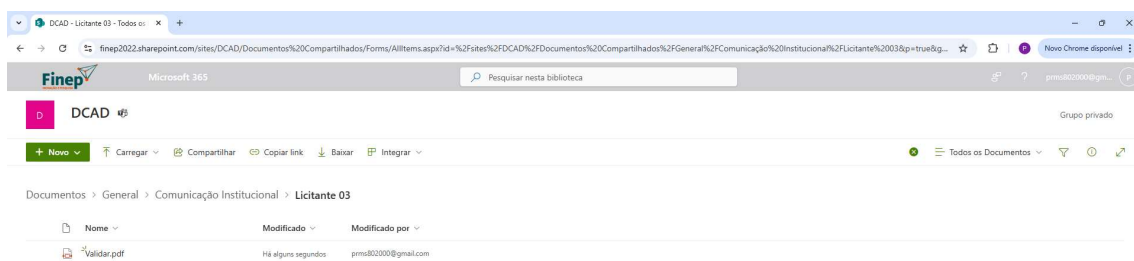 DCAD - Licitante 03 - Todos os
finep2022.sharepoint.com/sites/DCAD/Documentos%20Compartilhados/Forms/AllItems.aspx?id=%2Fsites%2FDCAD%2FDocumentos%20Compartilhados%2FGeneral%2FComunicação%20Institucional%2FLicitante%2003&p=true&g... P Novo Chrome disponível
Finep Microsoft 365 Pesquisar nesta biblioteca ? prms802000@gm... P
D DCAD Grupo privado
+ Novo Carregar Compartilhar Copiar link Baixar Integrar Todos os Documentos
Documentos > General > Comunicação Institucional > Licitante 03
Nome Modificado Modificado por
Validar.pdf Há alguns segundos prms802000@gmail.com